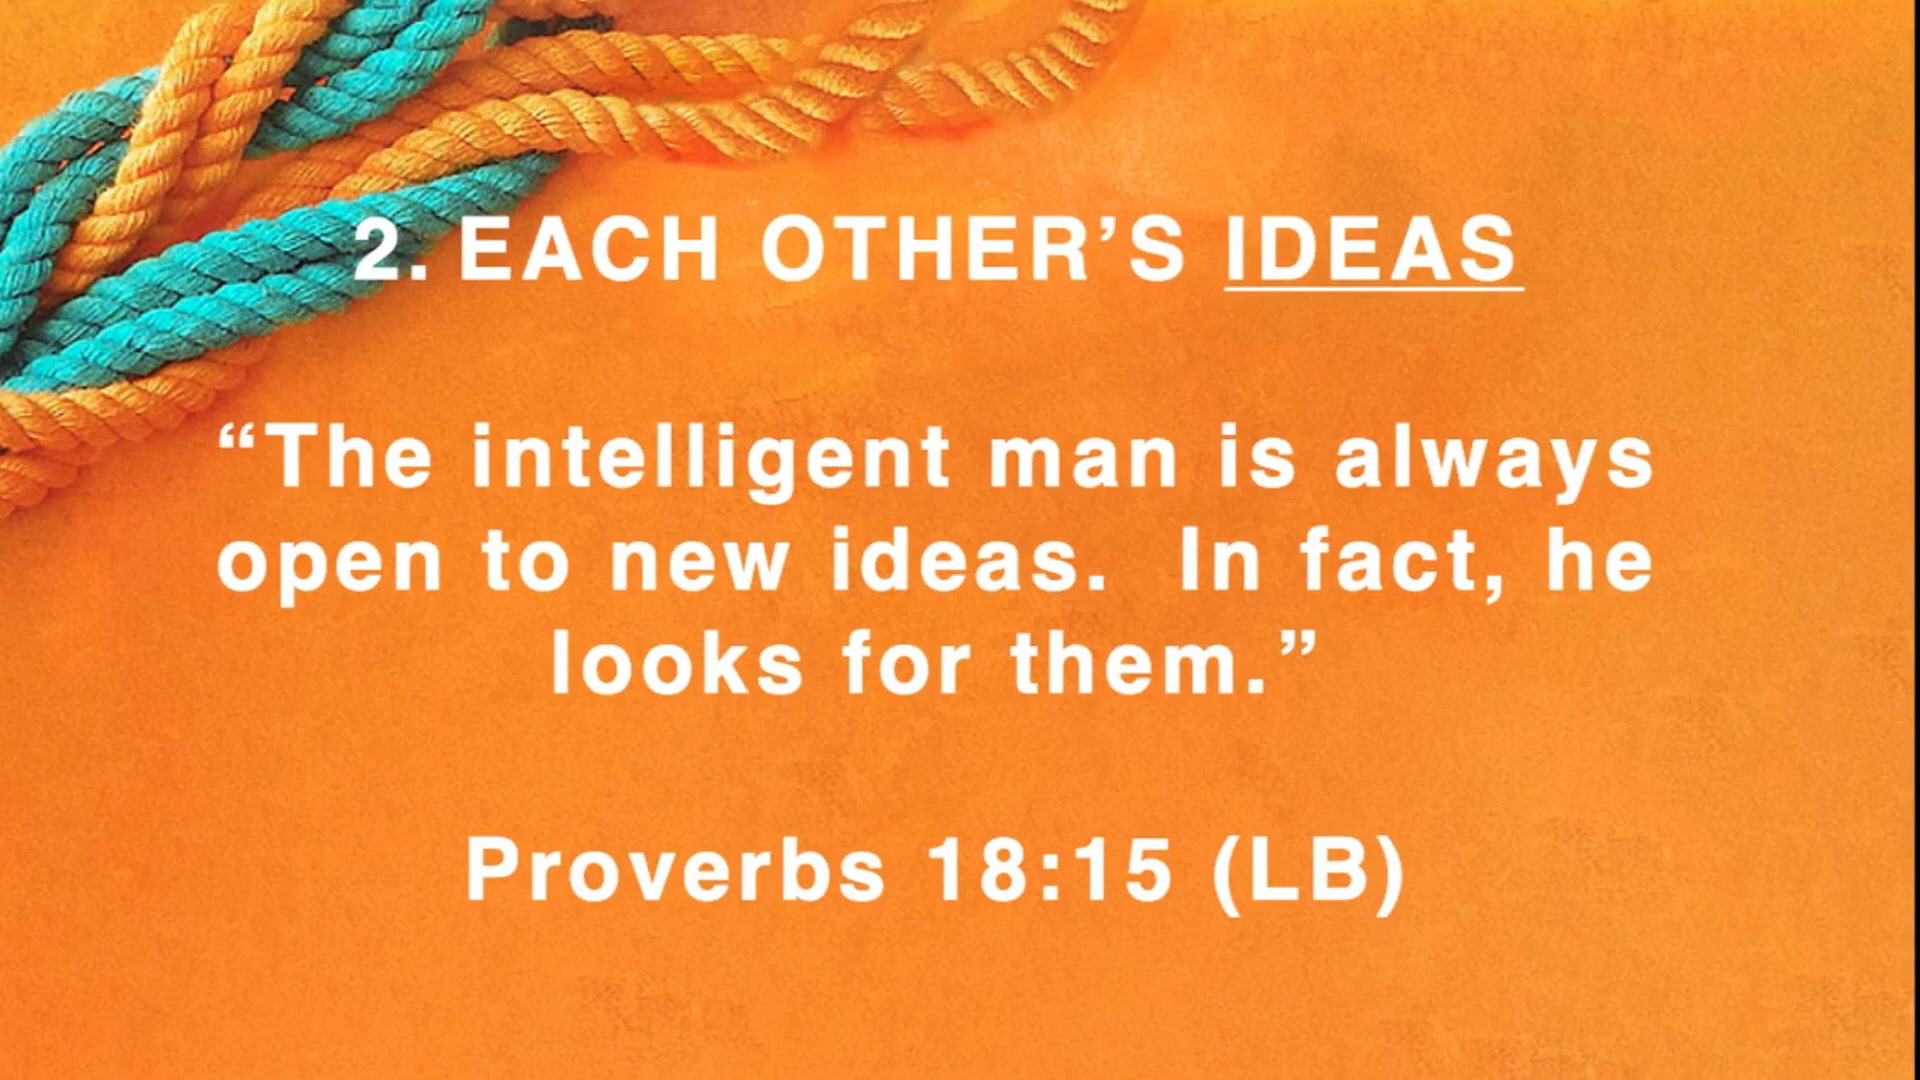 2. EACH OTHER’S IDEAS
“The intelligent man is always
open to new ideas.  In fact, he
looks for them.”
Proverbs 18:15 (LB)